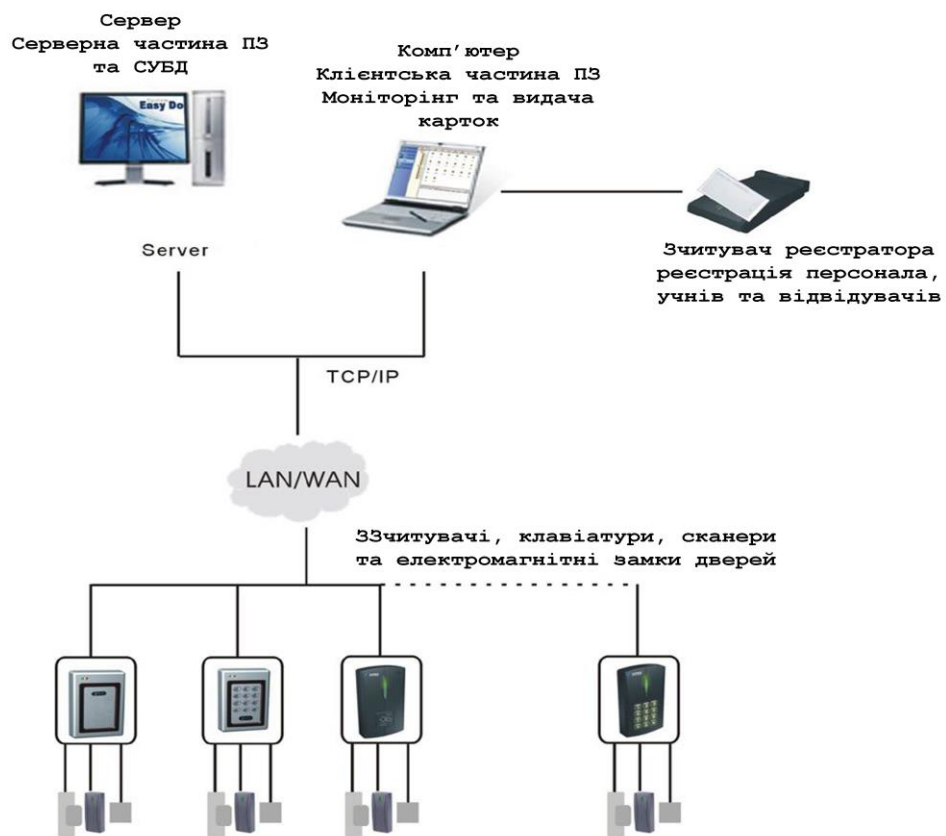 Сервер
Серверна частина ПЗ
та СУБД
Easy Do
Комп'ютер
Клієнтська частина ПЗ
Моніторінг та видача
карток
Зчитувач реєстратора
реєстрація персонала,
учнів та відвідувачів
Server
TCP/IP
LAN/WAN
ЗЗчитувачі, клавіатури, сканери
та електромагнітні замки дверей